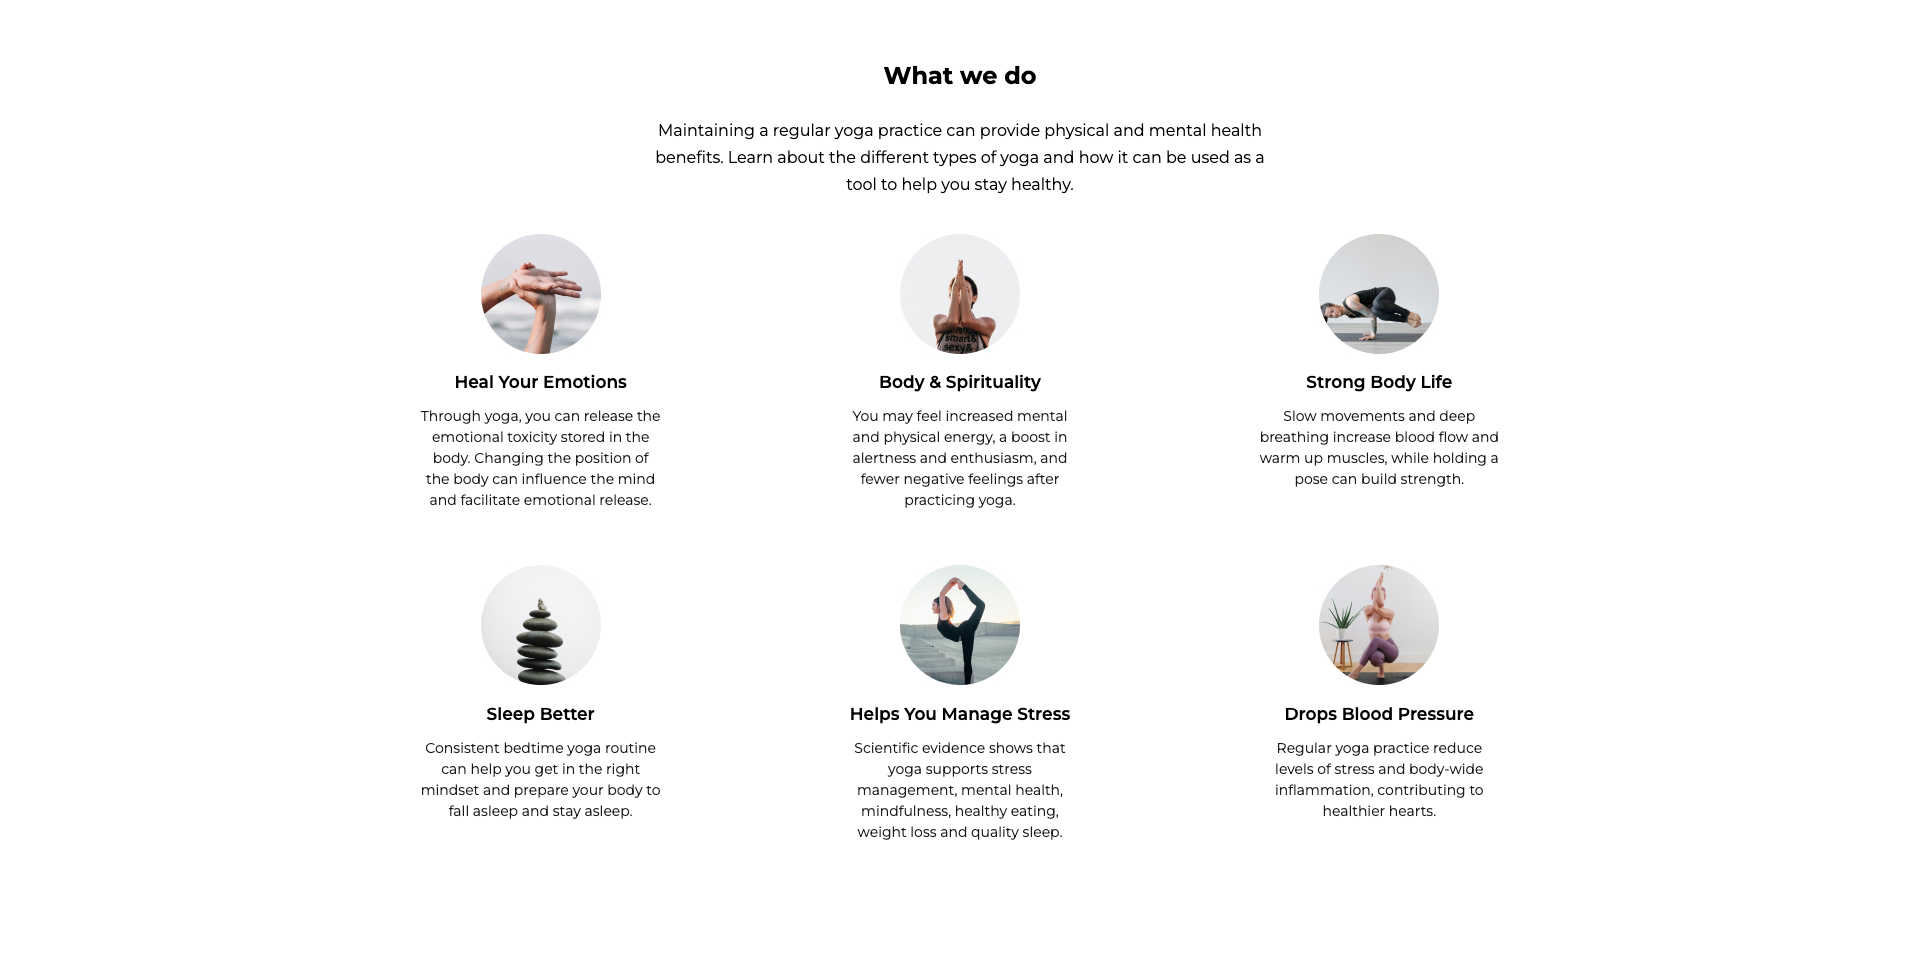 What we do
Maintaining a regular yoga practice can provide physical and mental health
benefits. Learn about the different types of yoga and how it can be used as a
tool to help you stay healthy.
smart&
sexy&
Heal Your Emotions
Through yoga, you can release the
emotional toxicity stored in the
body. Changing the position of
the body can influence the mind
and facilitate emotional release.
Body & Spirituality
You may feel increased mental
and physical energy, a boost in
alertness and enthusiasm, and
fewer negative feelings after
practicing yoga.
Strong Body Life
Slow movements and deep
breathing increase blood flow and
warm up muscles, while holding a
pose can build strength.
Sleep Better
Consistent bedtime yoga routine
can help you get in the right
mindset and prepare your body to
fall asleep and stay asleep.
Helps You Manage Stress
Scientific evidence shows that
yoga supports stress
management, mental health,
mindfulness, healthy eating,
weight loss and quality sleep.
Drops Blood Pressure
Regular yoga practice reduce
levels of stress and body-wide
inflammation, contributing to
healthier hearts.